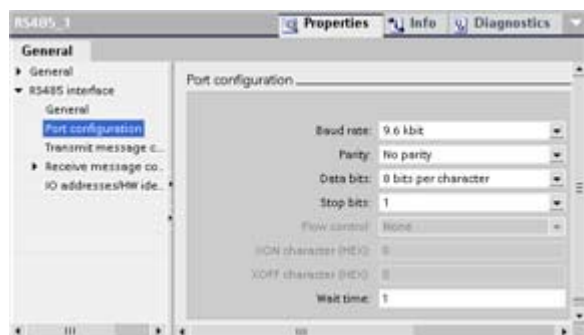 RS485_1
Properties
Info
Diagnostics
General
General
RS485 interface
General
Port configuration
Transmit message c..
Receive message co..
IO addresses/HW ide..
Port configuration
Baud rate: 9.6 kbit
Parity: No parity
Data bits: 8 bits per character
Stop bits: 1
Flow control: None
XON character (HEX): 0
XOFF character (HEX): 0
Wait time: 1